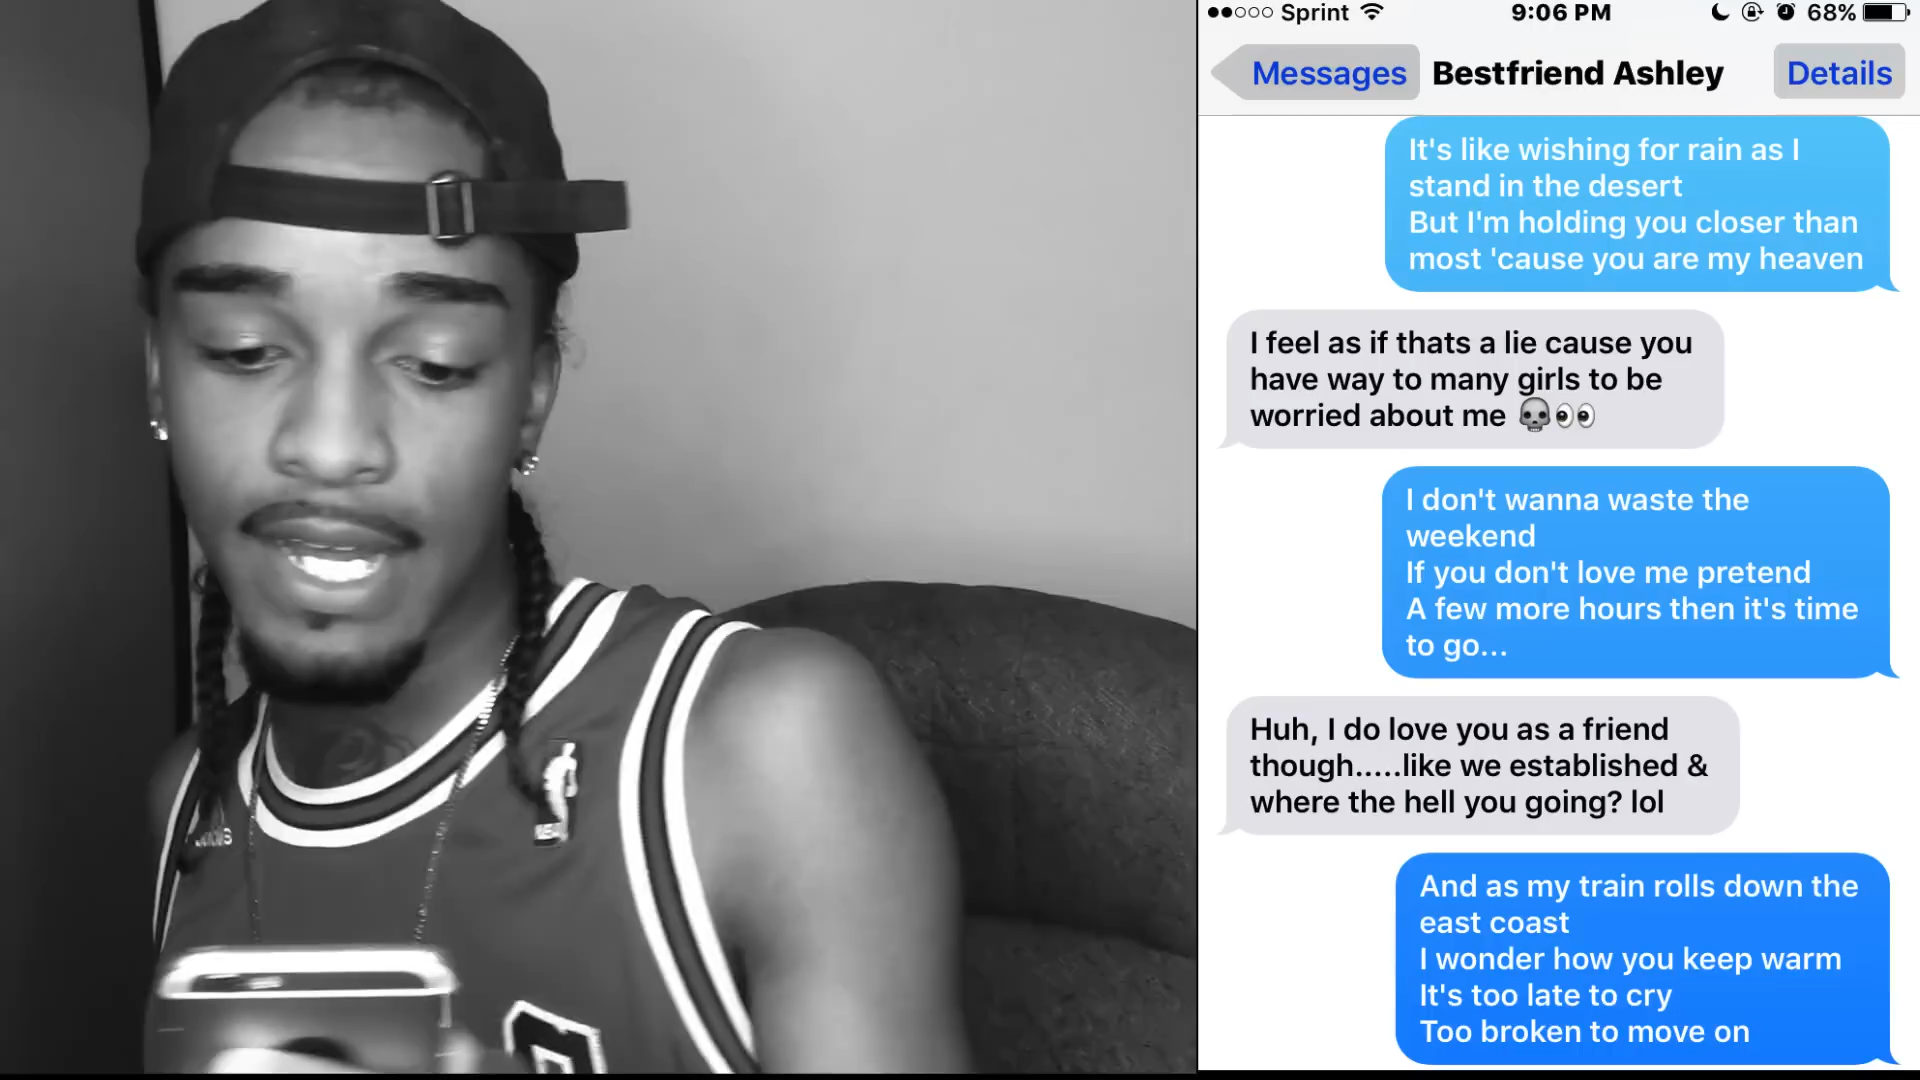 Sprint 9:06 PM 68%
Messages Bestfriend Ashley Details
It's like wishing for rain as I
stand in the desert
But I'm holding you closer than
most 'cause you are my heaven
I feel as if thats a lie cause you
have way to many girls to be
worried about me 💀👀
I don't wanna waste the
weekend
If you don't love me pretend
A few more hours then it's time
to go...
Huh, I do love you as a friend
though.....like we established &
where the hell you going? lol
And as my train rolls down the
east coast
I wonder how you keep warm
It's too late to cry
Too broken to move on